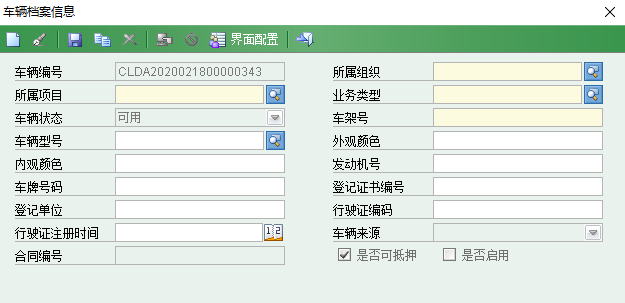 车辆档案信息
界面配置
车辆编号 CLDA2020021800000343 所属组织
所属项目 业务类型
车辆状态 可用 车架号
车辆型号 外观颜色
内观颜色 发动机号
车牌号码 登记证书编号
登记单位 行驶证编码
行驶证注册时间 12 车辆来源
合同编号 是否可抵押 是否启用